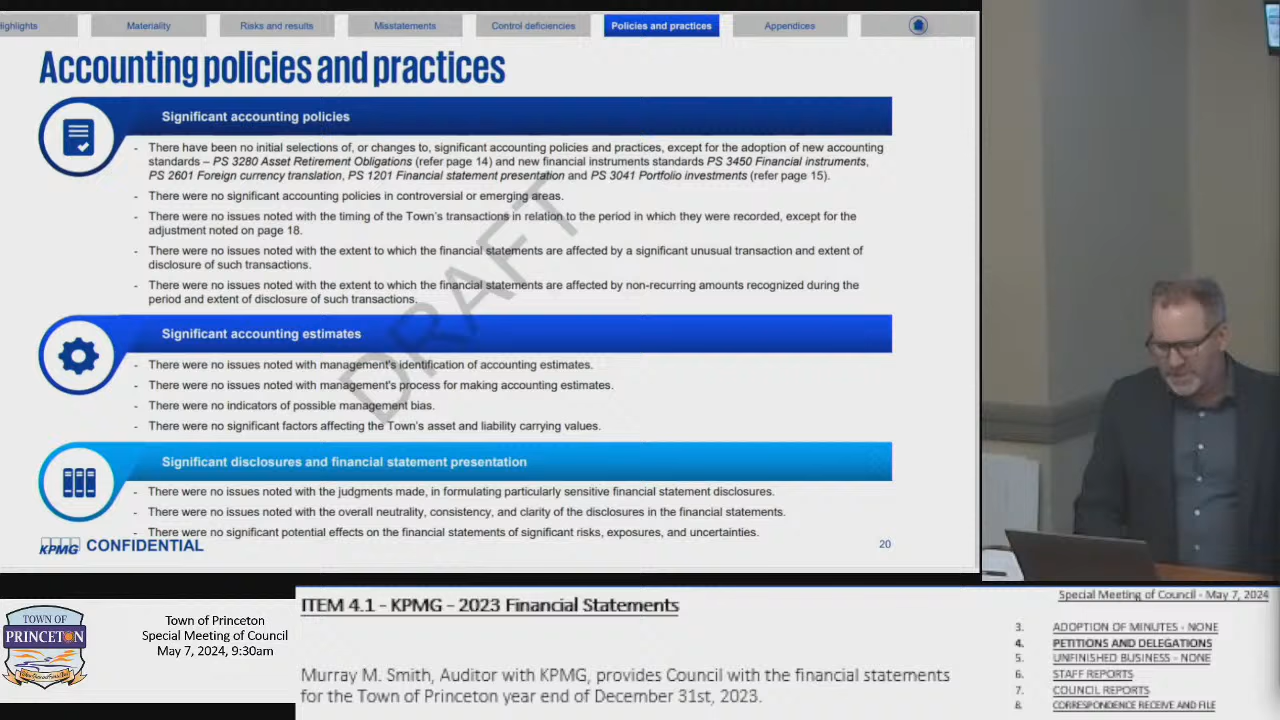 Highlights
Materiality
Risks and results
Misstatements
Control deficiencies
Policies and practices
Appendices
Accounting policies and practices
Significant accounting policies
- There have been no initial selections of, or changes to, significant accounting policies and practices, except for the adoption of new accounting
standards – PS 3280 Asset Retirement Obligations (refer page 14) and new financial instruments standards PS 3450 Financial instruments,
PS 2601 Foreign currency translation, PS 1201 Financial statement presentation and PS 3041 Portfolio investments (refer page 15).
- There were no significant accounting policies in controversial or emerging areas.
- There were no issues noted with the timing of the Town's transactions in relation to the period in which they were recorded, except for the
adjustment noted on page 18.
- There were no issues noted with the extent to which the financial statements are affected by a significant unusual transaction and extent of
disclosure of such transactions.
- There were no issues noted with the extent to which the financial statements are affected by non-recurring amounts recognized during the
period and extent of disclosure of such transactions.
DRAFT
Significant accounting estimates
- There were no issues noted with management's identification of accounting estimates.
- There were no issues noted with management's process for making accounting estimates.
- There were no indicators of possible management bias.
- There were no significant factors affecting the Town's asset and liability carrying values.
Significant disclosures and financial statement presentation
- There were no issues noted with the judgments made, in formulating particularly sensitive financial statement disclosures.
- There were no issues noted with the overall neutrality, consistency, and clarity of the disclosures in the financial statements.
- There were no significant potential effects on the financial statements of significant risks, exposures, and uncertainties.
KPMG CONFIDENTIAL
20
TOWN OF
PRINCETON
Town of Princeton
Special Meeting of Council
May 7, 2024, 9:30am
ITEM 4.1 - KPMG – 2023 Financial Statements
Murray M. Smith, Auditor with KPMG, provides Council with the financial statements
for the Town of Princeton year end of December 31st, 2023.
Special Meeting of Council - May 7, 2024
3. ADOPTION OF MINUTES - NONE
4. PETITIONS AND DELEGATIONS
5. UNFINISHED BUSINESS - NONE
6. STAFF REPORTS
7. COUNCIL REPORTS
8. CORRESPONDENCE RECEIVE AND FILE